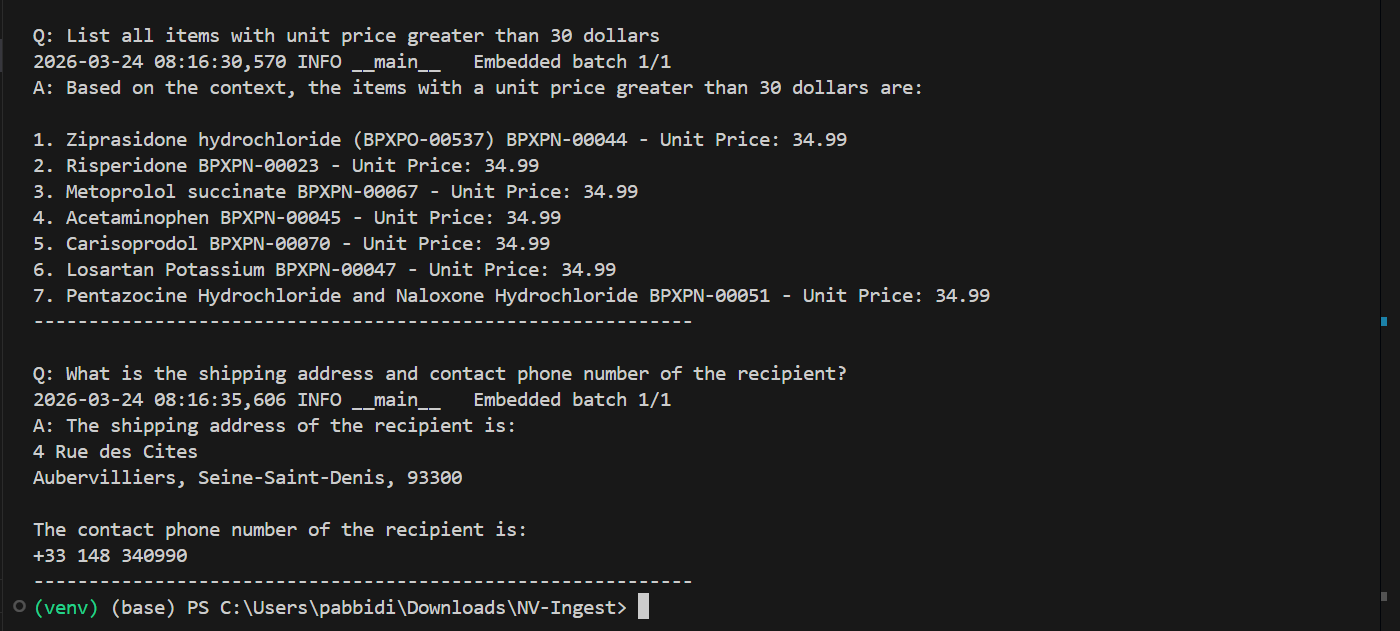 Q: List all items with unit price greater than 30 dollars
2026-03-24 08:16:30,570 INFO __main__   Embedded batch 1/1
A: Based on the context, the items with a unit price greater than 30 dollars are:
1. Ziprasidone hydrochloride (BPXPO-00537) BPXPN-00044 - Unit Price: 34.99
2. Risperidone BPXPN-00023 - Unit Price: 34.99
3. Metoprolol succinate BPXPN-00067 - Unit Price: 34.99
4. Acetaminophen BPXPN-00045 - Unit Price: 34.99
5. Carisoprodol BPXPN-00070 - Unit Price: 34.99
6. Losartan Potassium BPXPN-00047 - Unit Price: 34.99
7. Pentazocine Hydrochloride and Naloxone Hydrochloride BPXPN-00051 - Unit Price: 34.99
------------------------------------------------------------
Q: What is the shipping address and contact phone number of the recipient?
2026-03-24 08:16:35,606 INFO __main__   Embedded batch 1/1
A: The shipping address of the recipient is:
4 Rue des Cites
Aubervilliers, Seine-Saint-Denis, 93300
The contact phone number of the recipient is:
+33 148 340990
------------------------------------------------------------
(venv) (base) PS C:\Users\pabbidi\Downloads\NV-Ingest>